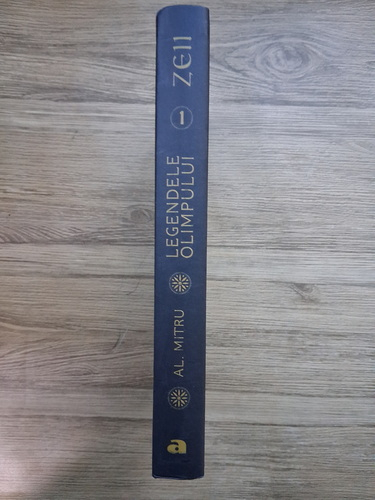 AL. MITRU
LEGENDELE
OLIMPULUI
1
ZEII
a